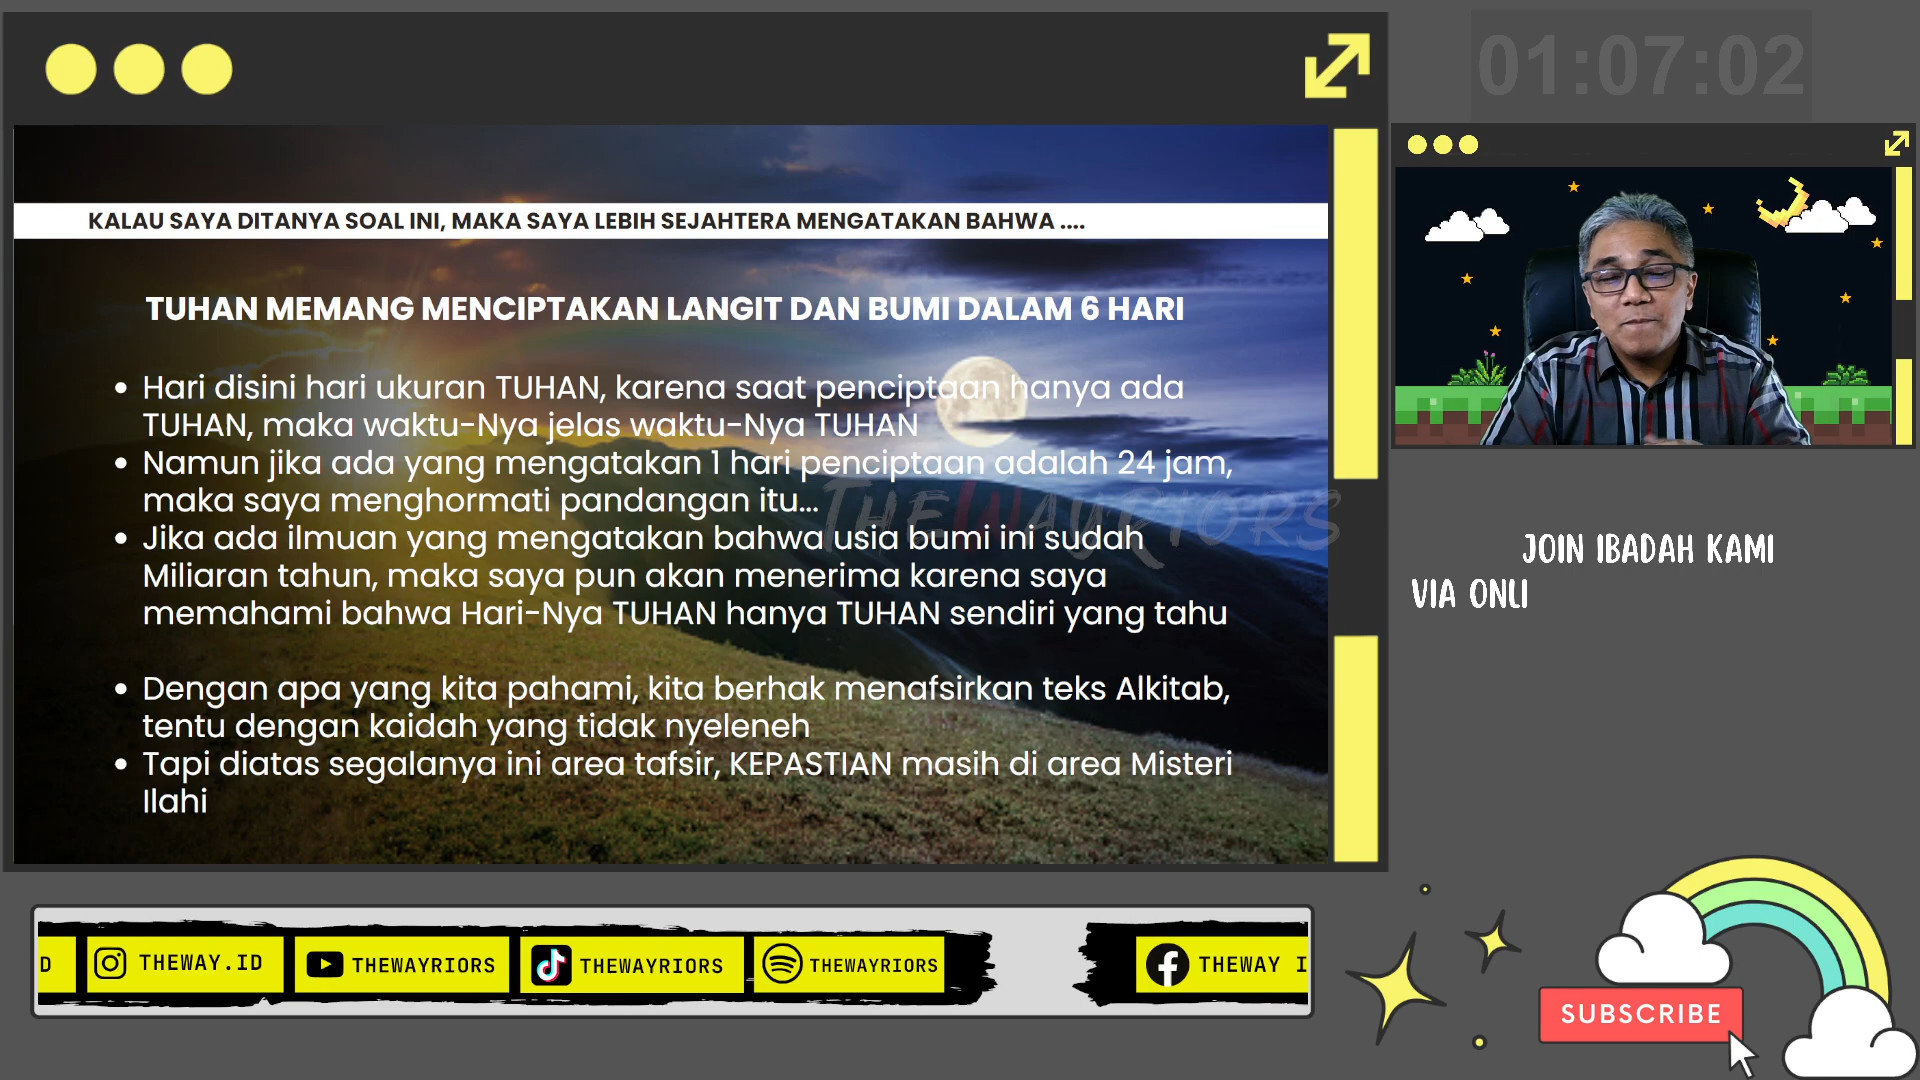 01:07:02
KALAU SAYA DITANYA SOAL INI, MAKA SAYA LEBIH SEJAHTERA MENGATAKAN BAHWA ....
TUHAN MEMANG MENCIPTAKAN LANGIT DAN BUMI DALAM 6 HARI
• Hari disini hari ukuran TUHAN, karena saat penciptaan hanya ada
TUHAN, maka waktu-Nya jelas waktu-Nya TUHAN
• Namun jika ada yang mengatakan 1 hari penciptaan adalah 24 jam,
maka saya menghormati pandangan itu...
• Jika ada ilmuan yang mengatakan bahwa usia bumi ini sudah
Miliaran tahun, maka saya pun akan menerima karena saya
memahami bahwa Hari-Nya TUHAN hanya TUHAN sendiri yang tahu
• Dengan apa yang kita pahami, kita berhak menafsirkan teks Alkitab,
tentu dengan kaidah yang tidak nyeleneh
• Tapi diatas segalanya ini area tafsir, KEPASTIAN masih di area Misteri
Ilahi
THEWAYRIORS
JOIN IBADAH KAMI
VIA ONLI
D
THEWAY.ID
THEWAYRIORS
THEWAYRIORS
THEWAYRIORS
THEWAY I
SUBSCRIBE